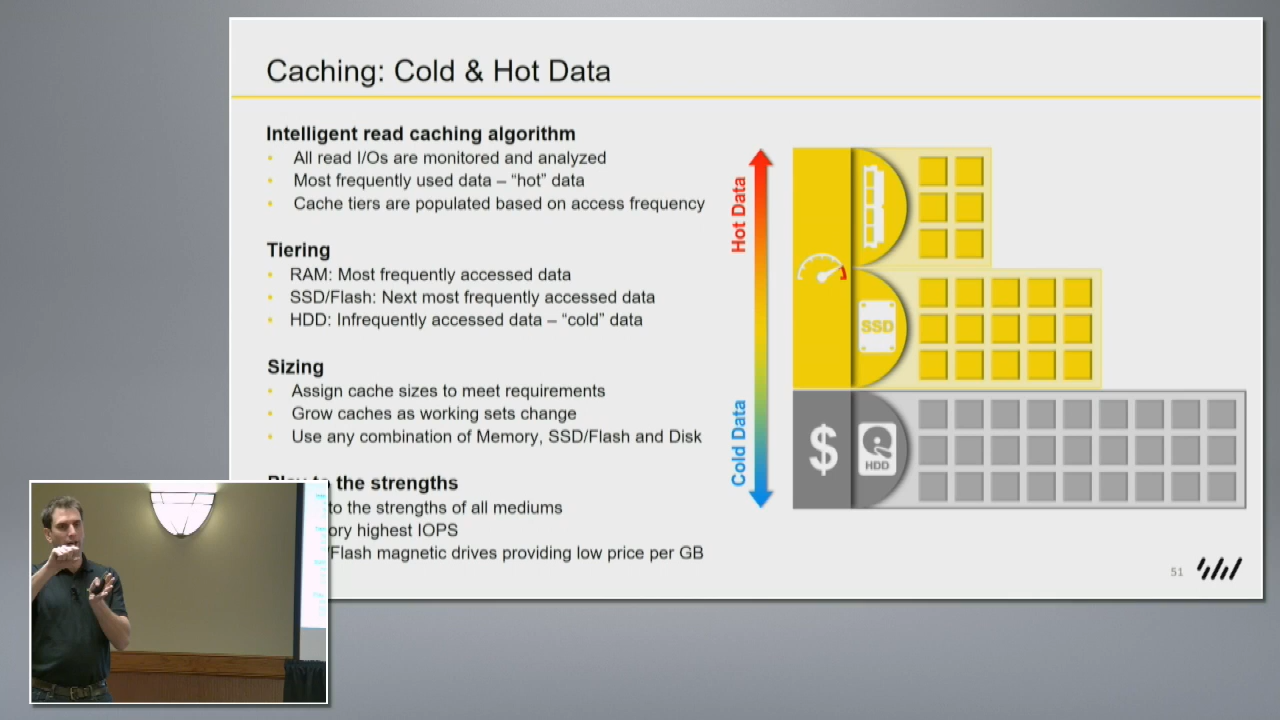 Caching: Cold & Hot Data
Intelligent read caching algorithm
• All read I/Os are monitored and analyzed
• Most frequently used data – “hot” data
• Cache tiers are populated based on access frequency
Tiering
• RAM: Most frequently accessed data
• SSD/Flash: Next most frequently accessed data
• HDD: Infrequently accessed data – “cold” data
Sizing
• Assign cache sizes to meet requirements
• Grow caches as working sets change
• Use any combination of Memory, SSD/Flash and Disk
the strengths
to the strengths of all mediums
highest IOPS
Flash magnetic drives providing low price per GB
Hot Data
Cold Data
SSD
$
HDD
51